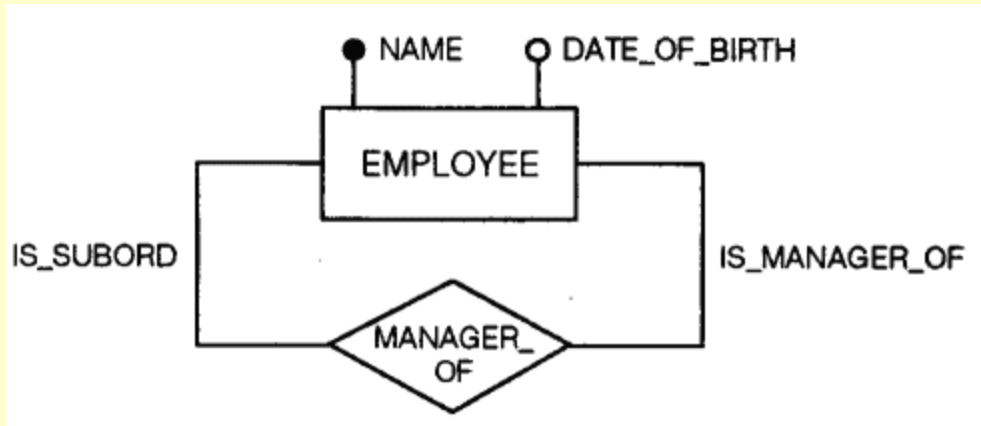 NAME
DATE_OF_BIRTH
EMPLOYEE
IS_SUBORD
IS_MANAGER_OF
MANAGER_
OF